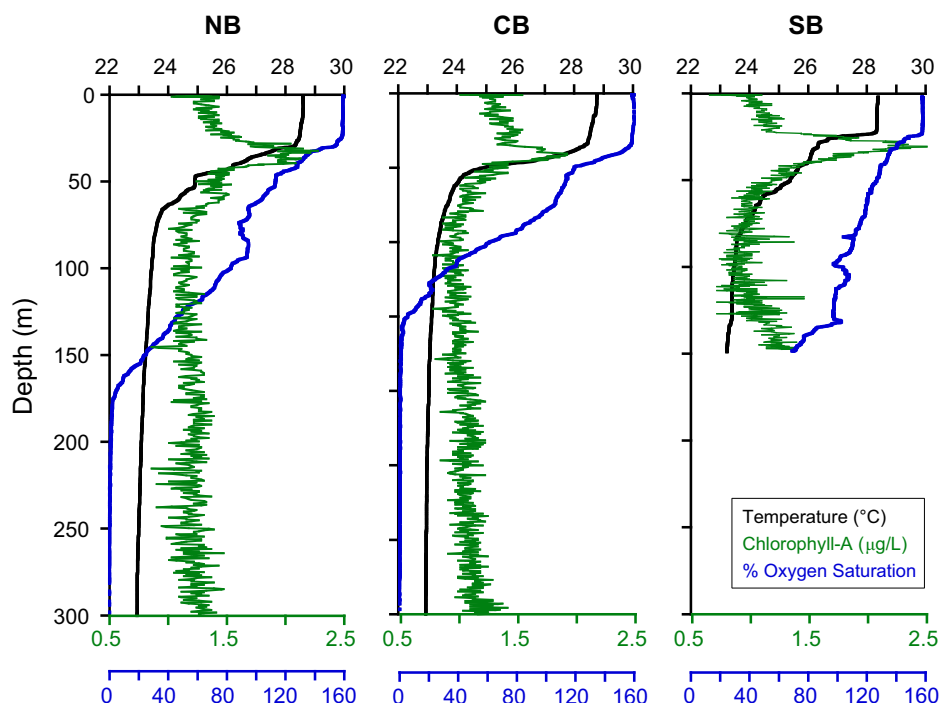 NB CB SB
22 24 26 28 30 22 24 26 28 30 22 24 26 28 30
0
50
100
150
200
250
300
Depth (m)
Temperature (°C)
Chlorophyll-A (μg/L)
% Oxygen Saturation
0.5 1.5 2.5 0.5 1.5 2.5 0.5 1.5 2.5
0 40 80 120 160 0 40 80 120 160 0 40 80 120 160